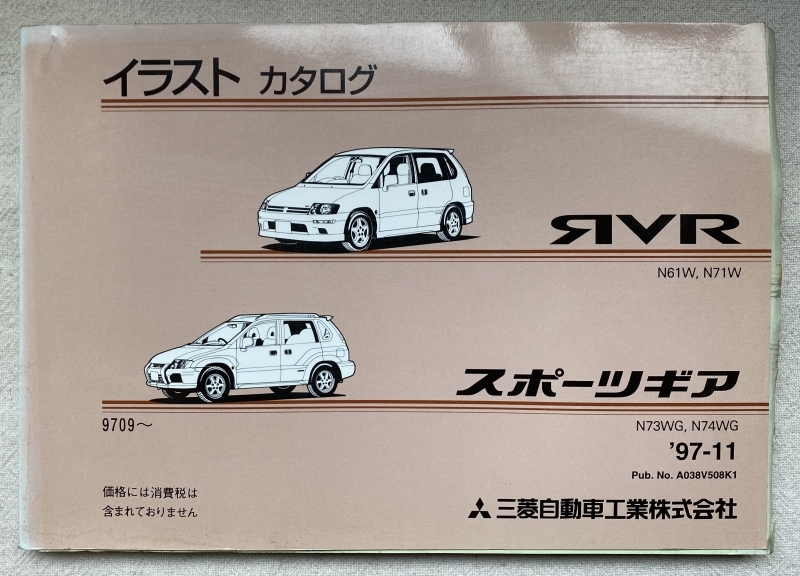 イラスト カタログ
RVR
N61W, N71W
スポーツギア
9709～
N73WG, N74WG
'97-11
Pub. No. A038V508K1
価格には消費税は
含まれておりません
三菱自動車工業株式会社